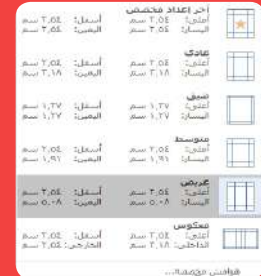 آخر إعداد مخصص
أعلى: ٢,٥٤ سم أسفل: ٢,٥٤ سم
اليسار: ٢,٥٤ سم اليمين: ٢,٥٤ سم
عادي
أعلى: ٢,٥٤ سم أسفل: ٢,٥٤ سم
اليسار: ٣,١٨ سم اليمين: ٣,١٨ سم
ضيق
أعلى: ١,٢٧ سم أسفل: ١,٢٧ سم
اليسار: ١,٢٧ سم اليمين: ١,٢٧ سم
متوسط
أعلى: ٢,٥٤ سم أسفل: ٢,٥٤ سم
اليسار: ١,٩١ سم اليمين: ١,٩١ سم
عريض
أعلى: ٢,٥٤ سم أسفل: ٢,٥٤ سم
اليسار: ٥,٠٨ سم اليمين: ٥,٠٨ سم
معكوس
أعلى: ٢,٥٤ سم أسفل: ٢,٥٤ سم
الداخلي: ٣,١٨ سم الخارجي: ٢,٥٤ سم
هوامش مخصصة...